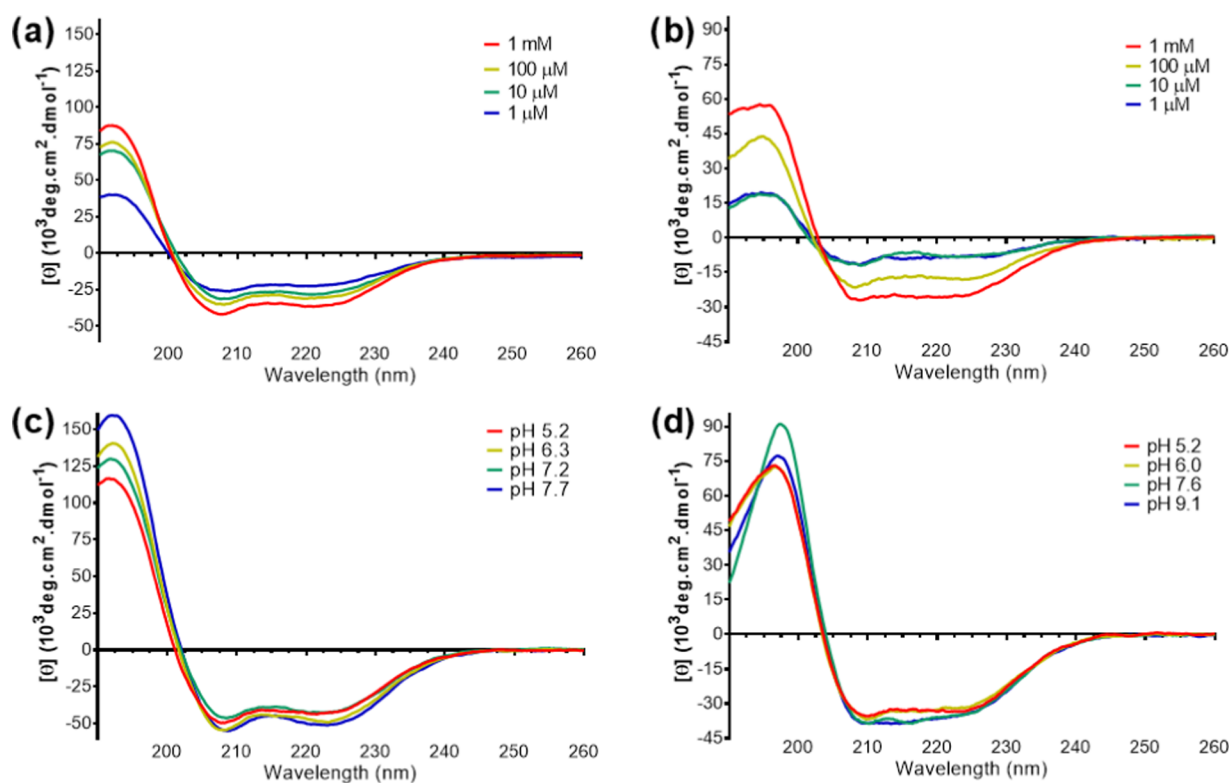 (a)
[θ] (10³deg.cm².dmol⁻¹)
150
125
100
75
50
25
0
-25
-50
1 mM
100 µM
10 µM
1 µM
200 210 220 230 240 250 260
Wavelength (nm)
(b)
[θ] (10³deg.cm².dmol⁻¹)
90
75
60
45
30
15
0
-15
-30
-45
1 mM
100 µM
10 µM
1 µM
200 210 220 230 240 250 260
Wavelength (nm)
(c)
[θ] (10³deg.cm².dmol⁻¹)
150
125
100
75
50
25
0
-25
-50
pH 5.2
pH 6.3
pH 7.2
pH 7.7
200 210 220 230 240 250 260
Wavelength (nm)
(d)
[θ] (10³deg.cm².dmol⁻¹)
90
75
60
45
30
15
0
-15
-30
-45
pH 5.2
pH 6.0
pH 7.6
pH 9.1
200 210 220 230 240 250 260
Wavelength (nm)